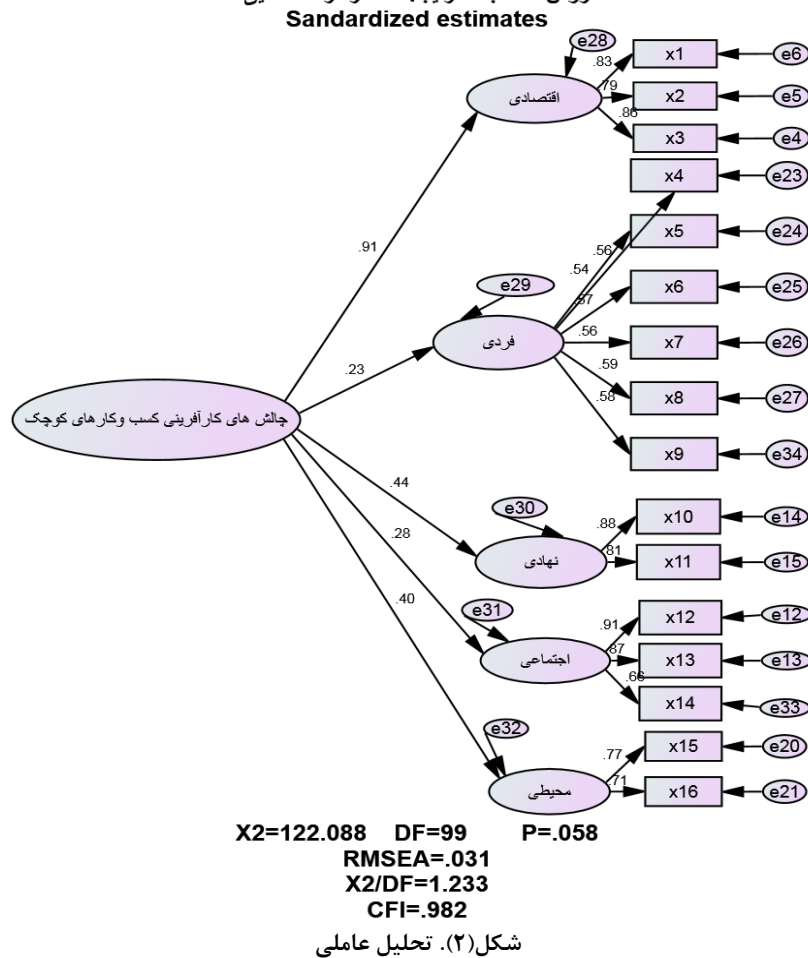 Sandardized estimates
e28
.83
x1
e6
اقتصادی
.79
x2
e5
.86
x3
e4
x4
e23
.91
.56
x5
e24
.54
e29
x6
e25
.57
فردی
.56
x7
e26
.23
.59
x8
e27
.58
چالش های کارآفرینی کسب وکارهای کوچک
x9
e34
.44
e30
.88
x10
e14
.28
نهادی
.81
x11
e15
.40
e31
.91
x12
e12
اجتماعی
.87
x13
e13
.66
x14
e33
e32
.77
x15
e20
محیطی
.71
x16
e21
X2=122.088 DF=99 P=.058
RMSEA=.031
X2/DF=1.233
CFI=.982
شکل(۲). تحلیل عاملی